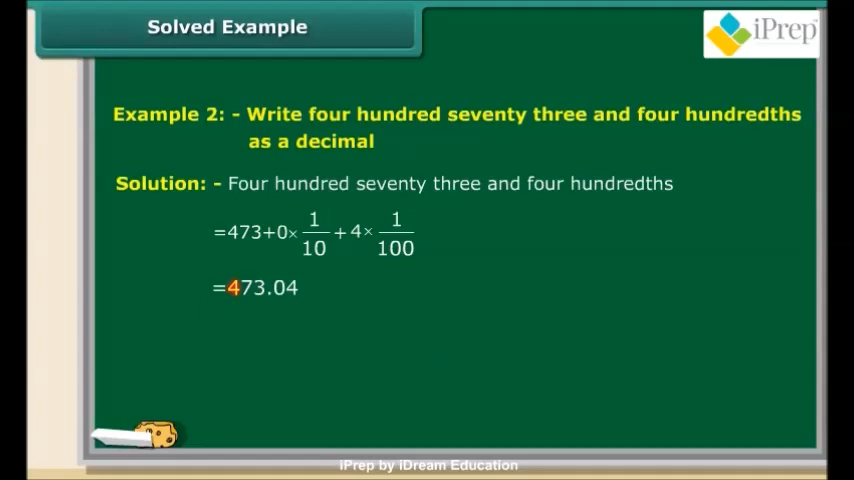 Solved Example
iPrep
Example 2: - Write four hundred seventy three and four hundredths
as a decimal
Solution: - Four hundred seventy three and four hundredths
=473+0× 1/10 + 4× 1/100
=473.04
iPrep by iDream Education